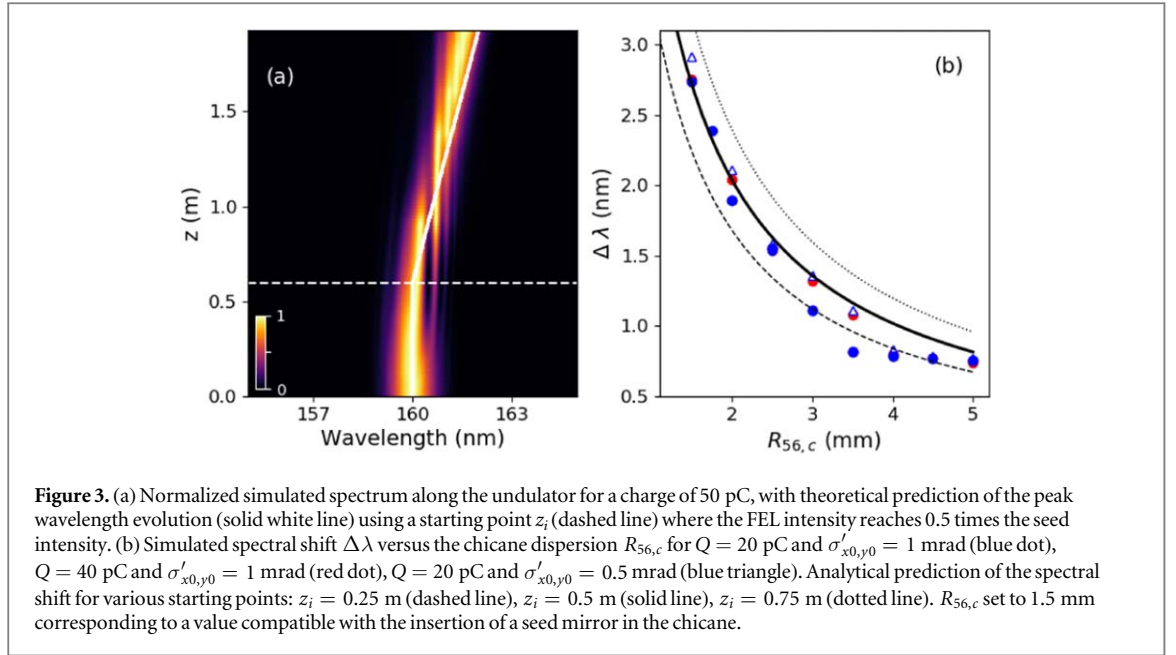 (a)
z (m)
1.5
1.0
0.5
0.0
1
0
157 160 163
Wavelength (nm)
(b)
Δ λ (nm)
3.0
2.5
2.0
1.5
1.0
0.5
2 3 4 5
R56, c (mm)
Figure 3. (a) Normalized simulated spectrum along the undulator for a charge of 50 pC, with theoretical prediction of the peak
wavelength evolution (solid white line) using a starting point zi (dashed line) where the FEL intensity reaches 0.5 times the seed
intensity. (b) Simulated spectral shift Δλ versus the chicane dispersion R56,c for Q = 20 pC and σ′x0,y0 = 1 mrad (blue dot),
Q = 40 pC and σ′x0,y0 = 1 mrad (red dot), Q = 20 pC and σ′x0,y0 = 0.5 mrad (blue triangle). Analytical prediction of the spectral
shift for various starting points: zi = 0.25 m (dashed line), zi = 0.5 m (solid line), zi = 0.75 m (dotted line). R56,c set to 1.5 mm
corresponding to a value compatible with the insertion of a seed mirror in the chicane.